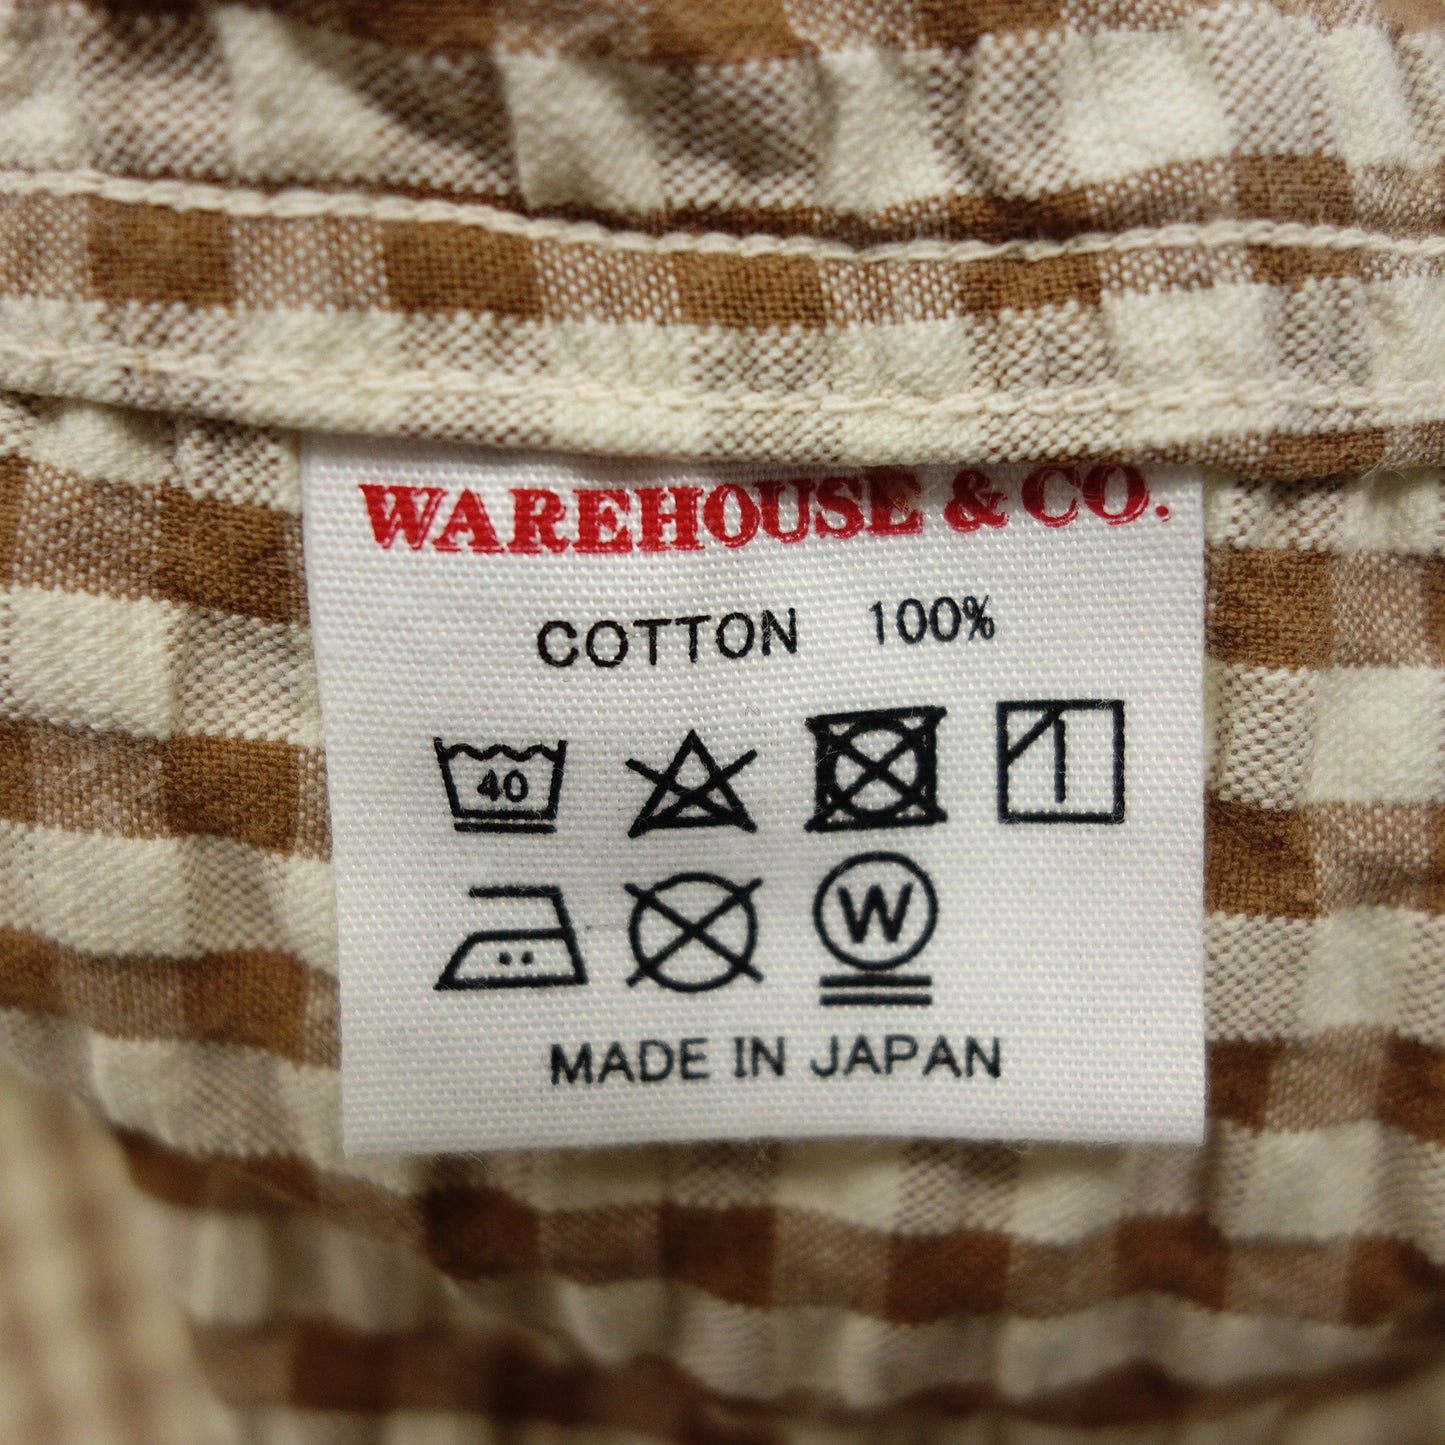 WAREHOUSE & CO.
COTTON 100%
40
W
MADE IN JAPAN